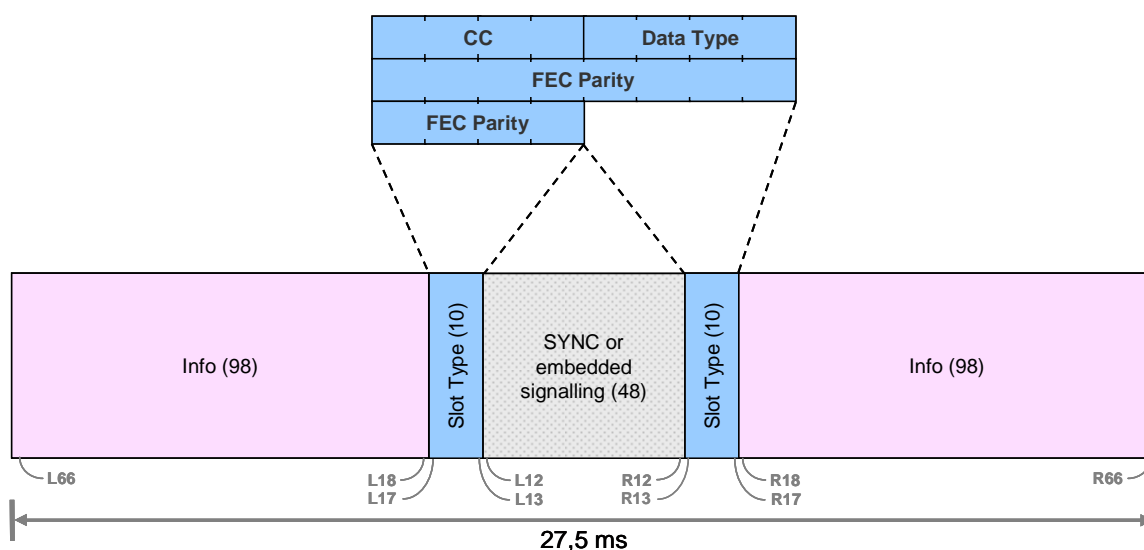 CC Data Type
FEC Parity
FEC Parity
Info (98)
Slot Type (10)
SYNC or
embedded
signalling (48)
Slot Type (10)
Info (98)
L66 L18 L12 R12 R18 R66
L17 L13 R13 R17
27,5 ms